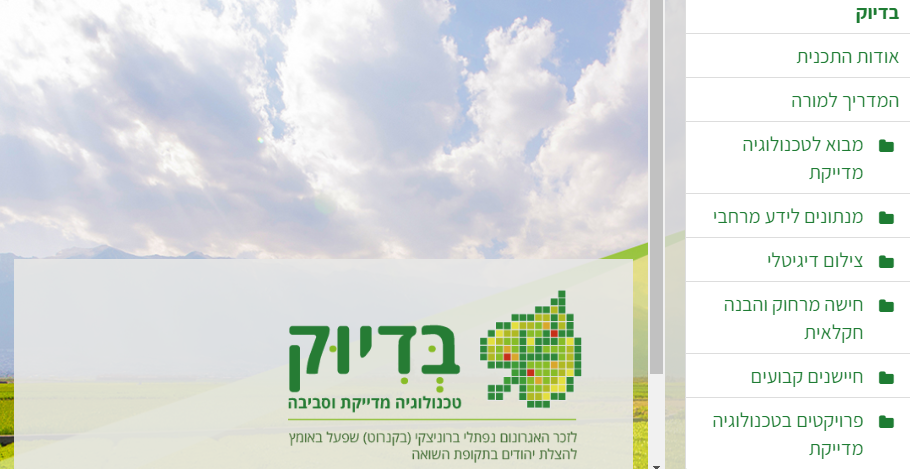 בדיוק
אודות התכנית
המדריך למורה
מבוא לטכנולוגיה
מדייקת
מנתונים לידע מרחבי
צילום דיגיטלי
חישה מרחוק והבנה
חקלאית
חיישנים קבועים
פרויקטים בטכנולוגיה
מדייקת
בְּדִיוּק
טכנולוגיה מדייקת וסביבה
לזכר האגרונום נפתלי ברוניצקי (בקנרוט) שפעל באומץ
להצלת יהודים בתקופת השואה